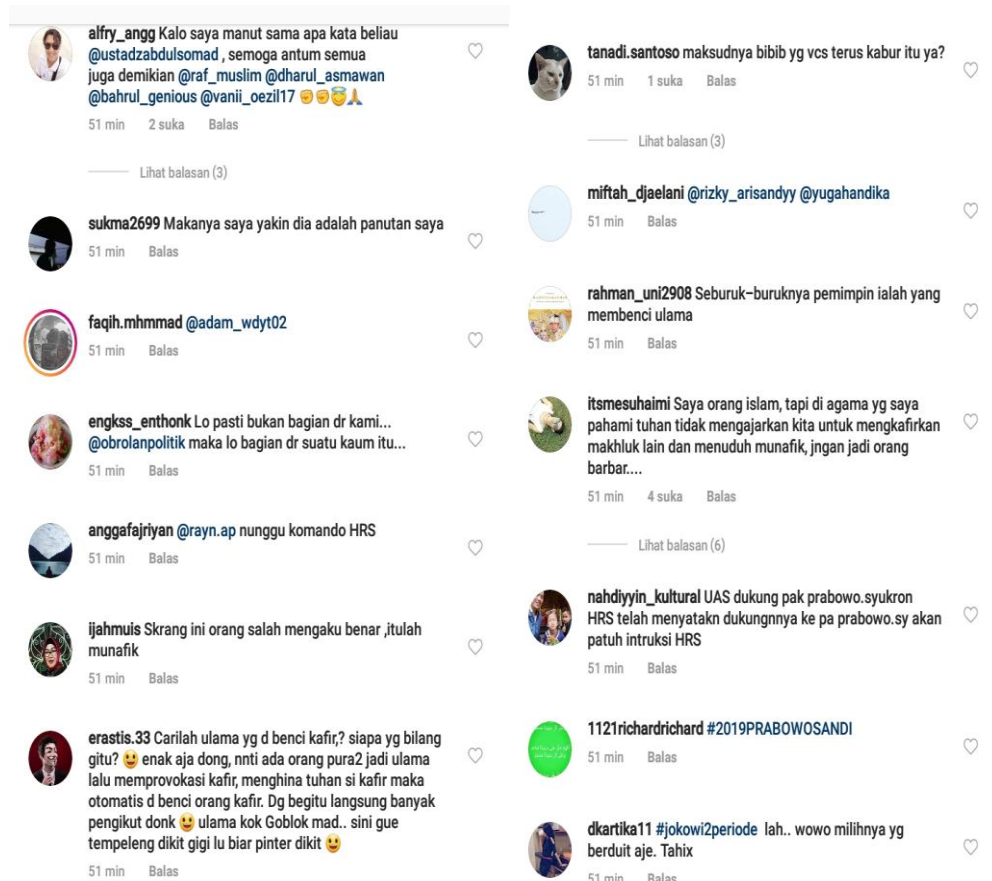 alfry_angg Kalo saya manut sama apa kata beliau
@ustadzabdulsomad , semoga antum semua
juga demikian @raf_muslim @dharul_asmawan
@bahrul_genious @vanii_oezil17 ✊✊😇🙏
51 min 2 suka Balas
Lihat balasan (3)
sukma2699 Makanya saya yakin dia adalah panutan saya
51 min Balas
faqih.mhmmad @adam_wdyt02
51 min Balas
engkss_enthonk Lo pasti bukan bagian dr kami...
@obrolanpolitik maka lo bagian dr suatu kaum itu...
51 min Balas
anggafajriyan @rayn.ap nunggu komando HRS
51 min Balas
ijahmuis Skrang ini orang salah mengaku benar ,itulah
munafik
51 min Balas
erastis.33 Carilah ulama yg d benci kafir,? siapa yg bilang
gitu? 😃 enak aja dong, nnti ada orang pura2 jadi ulama
lalu memprovokasi kafir, menghina tuhan si kafir maka
otomatis d benci orang kafir. Dg begitu langsung banyak
pengikut donk 😃 ulama kok Goblok mad.. sini gue
tempeleng dikit gigi lu biar pinter dikit 😃
51 min Balas
tanadi.santoso maksudnya bibib yg vcs terus kabur itu ya?
51 min 1 suka Balas
Lihat balasan (3)
miftah_djaelani @rizky_arisandyy @yugahandika
51 min Balas
rahman_uni2908 Seburuk-buruknya pemimpin ialah yang
membenci ulama
51 min Balas
itsmesuhaimi Saya orang islam, tapi di agama yg saya
pahami tuhan tidak mengajarkan kita untuk mengkafirkan
makhluk lain dan menuduh munafik, jngan jadi orang
barbar....
51 min 4 suka Balas
Lihat balasan (6)
nahdiyyin_kultural UAS dukung pak prabowo.syukron
HRS telah menyatakn dukungnnya ke pa prabowo.sy akan
patuh intruksi HRS
51 min Balas
1121richardrichard #2019PRABOWOSANDI
51 min Balas
dkartika11 #jokowi2periode lah.. wowo milihnya yg
berduit aje. Tahix
51 min Balas